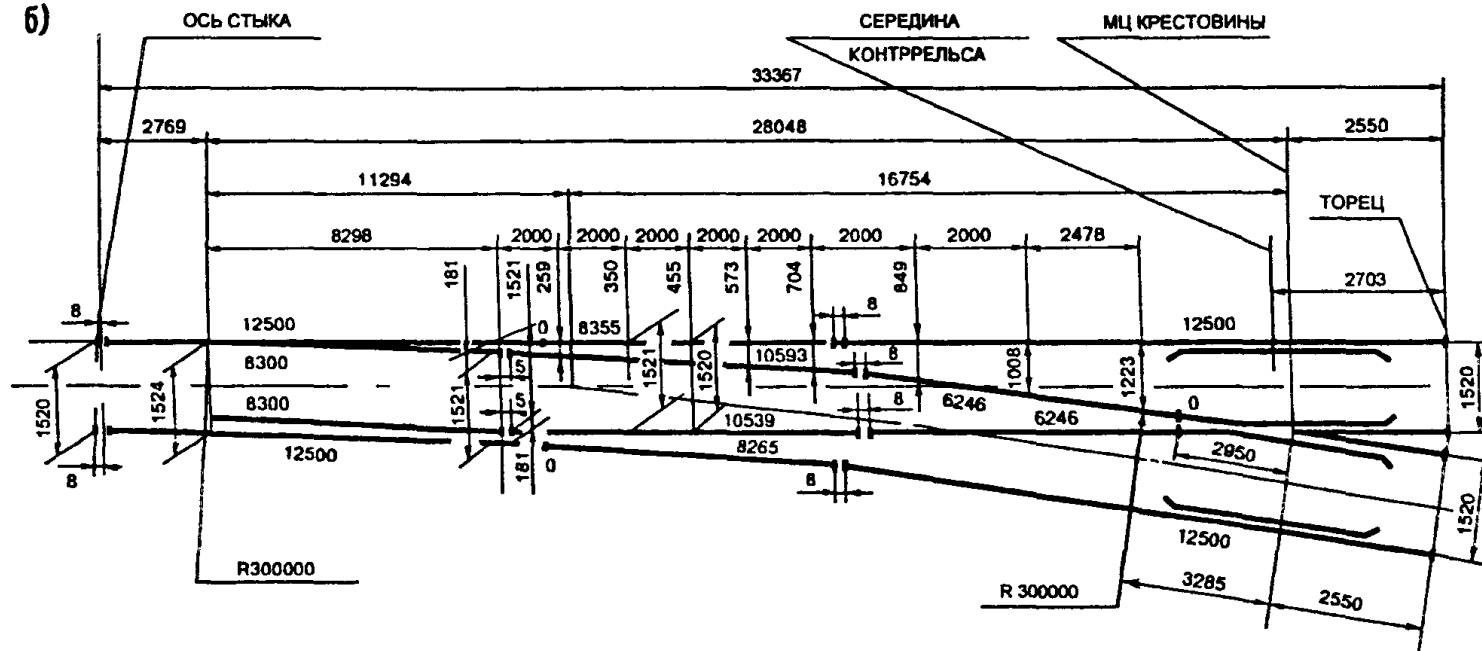 б)
ОСЬ СТЫКА
СЕРЕДИНА
КОНТРРЕЛЬСА
МЦ КРЕСТОВИНЫ
33367
2769 28048 2550
11294 16754
ТОРЕЦ
8298 2000 2000 2000 2000 2000 2000 2000 2478
181 1521 259 350 455 573 704 849
2703
8 12500 0 8355 8 12500
8300 5 1521 1520 10593 8 1008 1223
1520 1524 8300 5 1521 10539 8 6246 6246 0 1520
12500 181 0 8265 2950
8 8 12500 1520
R300000
R 300000
3285 2550